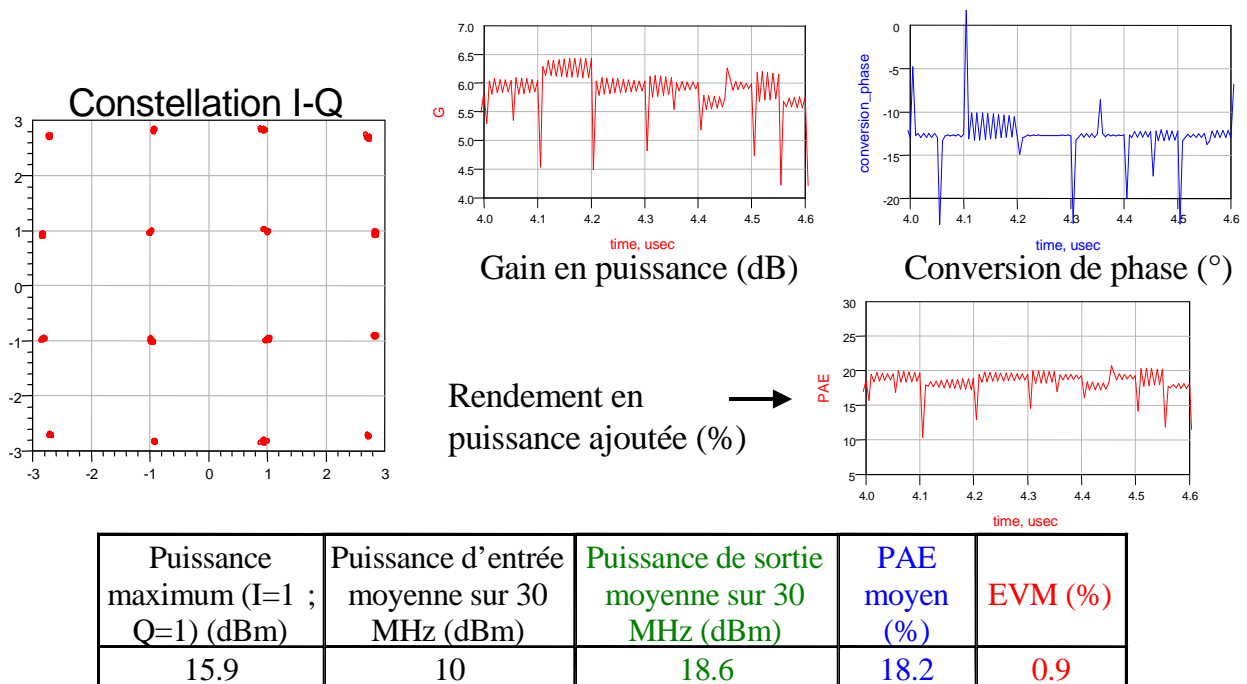 Constellation I-Q
3
2
1
0
-1
-2
-3
-3
-2
-1
0
1
2
3
7.0
6.5
6.0
5.5
5.0
4.5
4.0
G
4.0
4.1
4.2
4.3
4.4
4.5
4.6
time, usec
Gain en puissance (dB)
0
-5
-10
-15
-20
conversion_phase
4.0
4.1
4.2
4.3
4.4
4.5
4.6
time, usec
Conversion de phase (°)
Rendement en
puissance ajoutée (%)
30
25
20
15
10
5
PAE
4.0
4.1
4.2
4.3
4.4
4.5
4.6
time, usec
Puissance
maximum (I=1 ;
Q=1) (dBm)
Puissance d'entrée
moyenne sur 30
MHz (dBm)
Puissance de sortie
moyenne sur 30
MHz (dBm)
PAE
moyen
(%)
EVM (%)
15.9
10
18.6
18.2
0.9